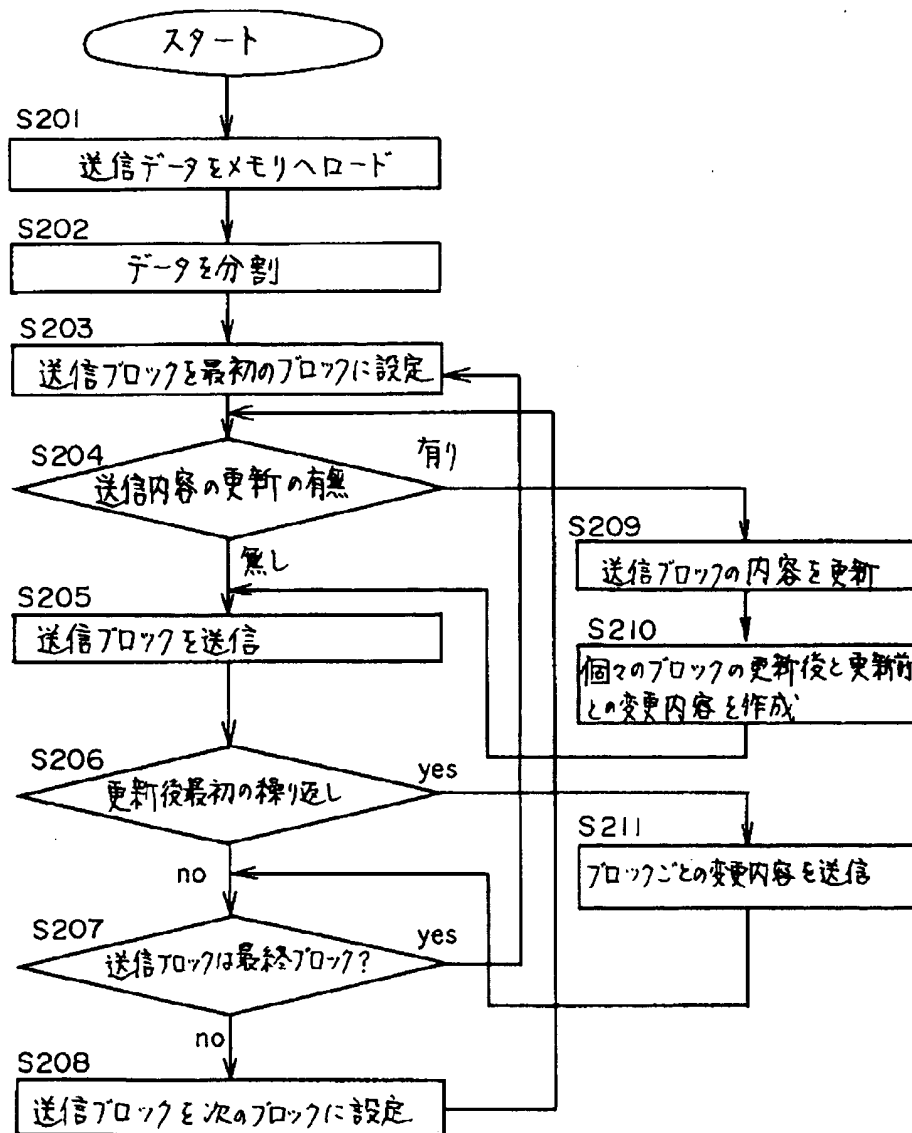 スタート
S201
送信データをメモリへロード
S202
データを分割
S203
送信ブロックを最初のブロックに設定
S204
送信内容の更新の有無
有り
無し
S209
送信ブロックの内容を更新
S210
個々のブロックの更新後と更新前
との変更内容を作成
S205
送信ブロックを送信
S206
更新後最初の繰り返し
yes
no
S211
ブロックごとの変更内容を送信
S207
送信ブロックは最終ブロック?
yes
no
S208
送信ブロックを次のブロックに設定